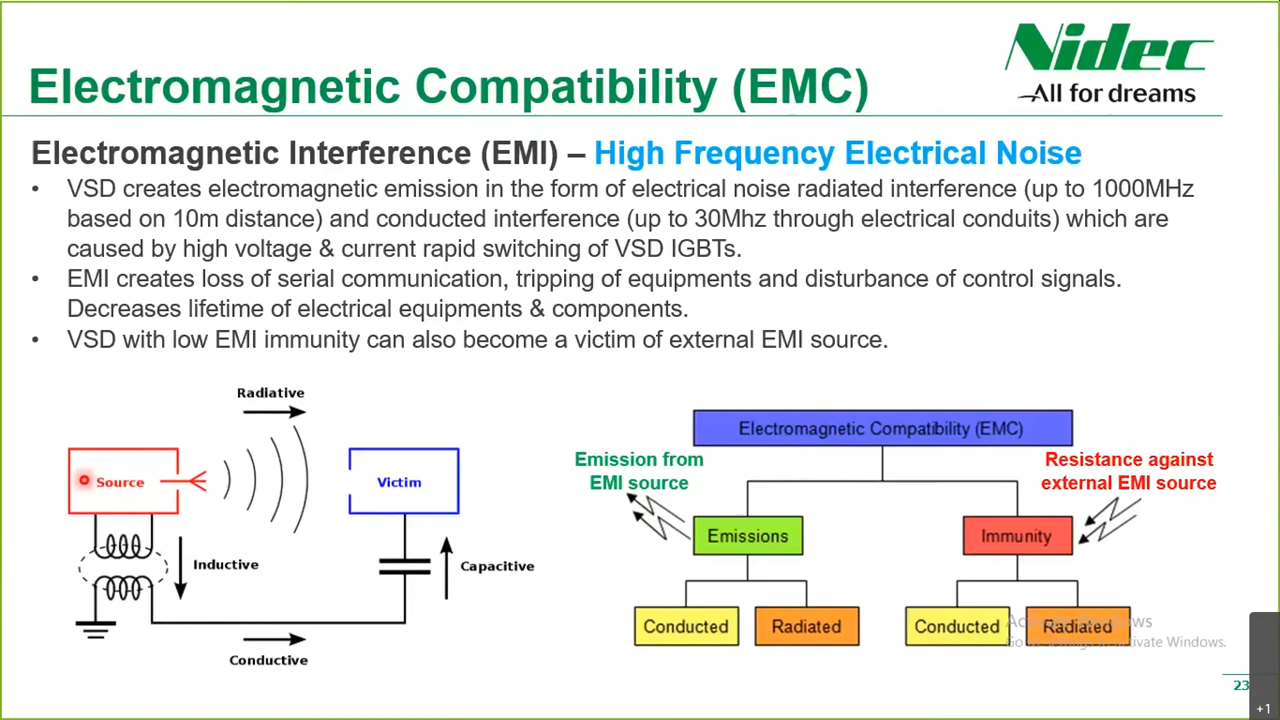 Nidec
All for dreams
Electromagnetic Compatibility (EMC)
Electromagnetic Interference (EMI) – High Frequency Electrical Noise
• VSD creates electromagnetic emission in the form of electrical noise radiated interference (up to 1000MHz
based on 10m distance) and conducted interference (up to 30Mhz through electrical conduits) which are
caused by high voltage & current rapid switching of VSD IGBTs.
• EMI creates loss of serial communication, tripping of equipments and disturbance of control signals.
Decreases lifetime of electrical equipments & components.
• VSD with low EMI immunity can also become a victim of external EMI source.
Radiative
Source
Victim
Inductive
Capacitive
Conductive
Electromagnetic Compatibility (EMC)
Emission from
EMI source
Resistance against
external EMI source
Emissions
Immunity
Conducted
Radiated
Conducted
Radiated
Windows.
23
+1